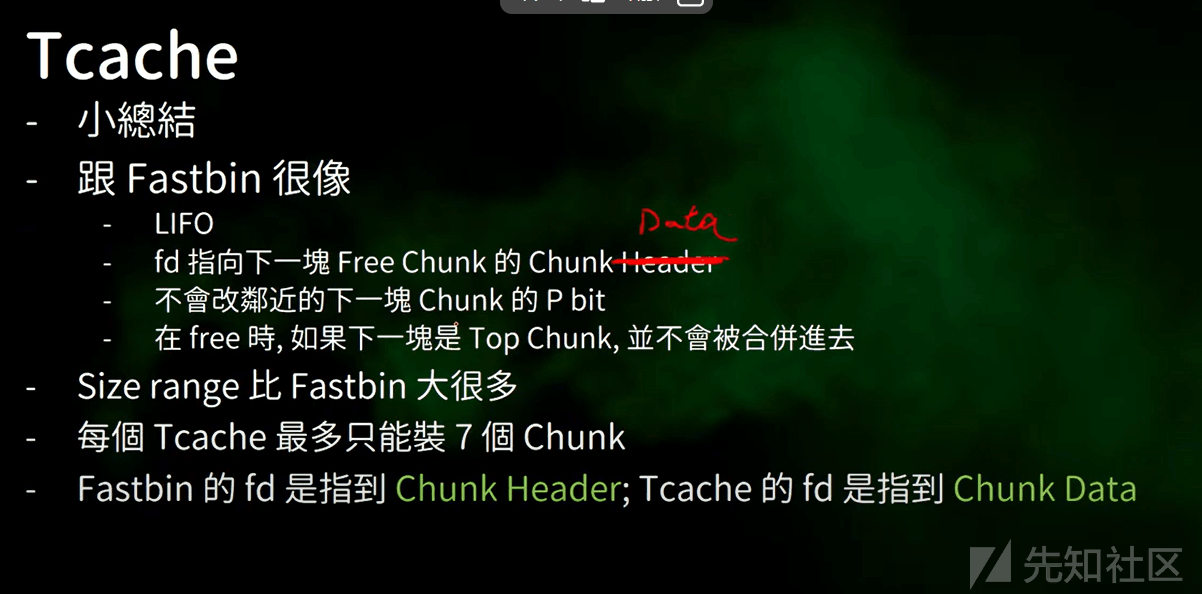 Tcache
- 小總結
- 跟 Fastbin 很像
- LIFO
Data
- fd 指向下一塊 Free Chunk 的 Chunk Header
- 不會改鄰近的下一塊 Chunk 的 P bit
- 在 free 時, 如果下一塊是 Top Chunk, 並不會被合併進去
- Size range 比 Fastbin 大很多
- 每個 Tcache 最多只能裝 7 個 Chunk
- Fastbin 的 fd 是指到 Chunk Header; Tcache 的 fd 是指到 Chunk Data
先知社区